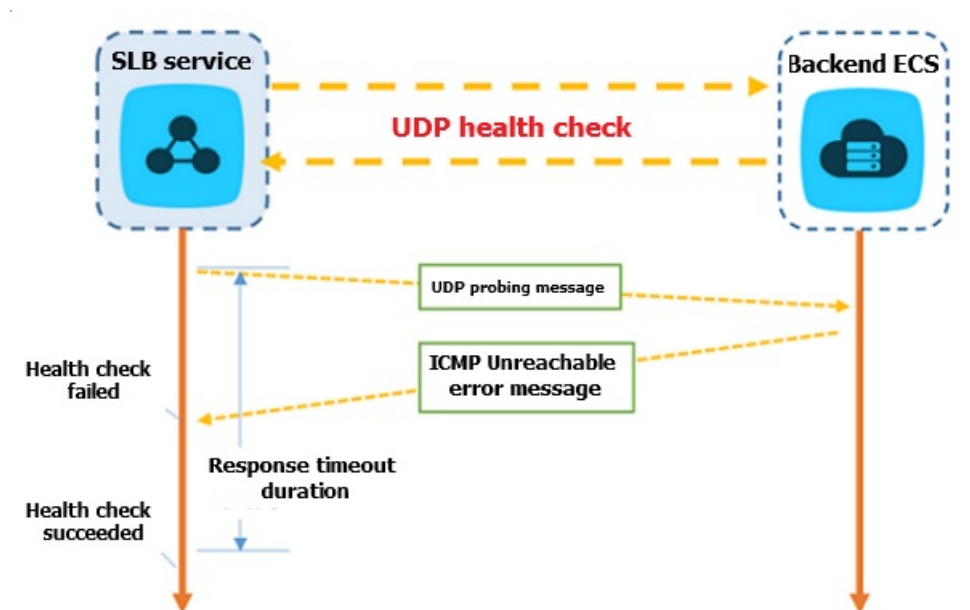 SLB service
Backend ECS
UDP health check
UDP probing message
ICMP Unreachable
error message
Health check
failed
Response timeout
duration
Health check
succeeded